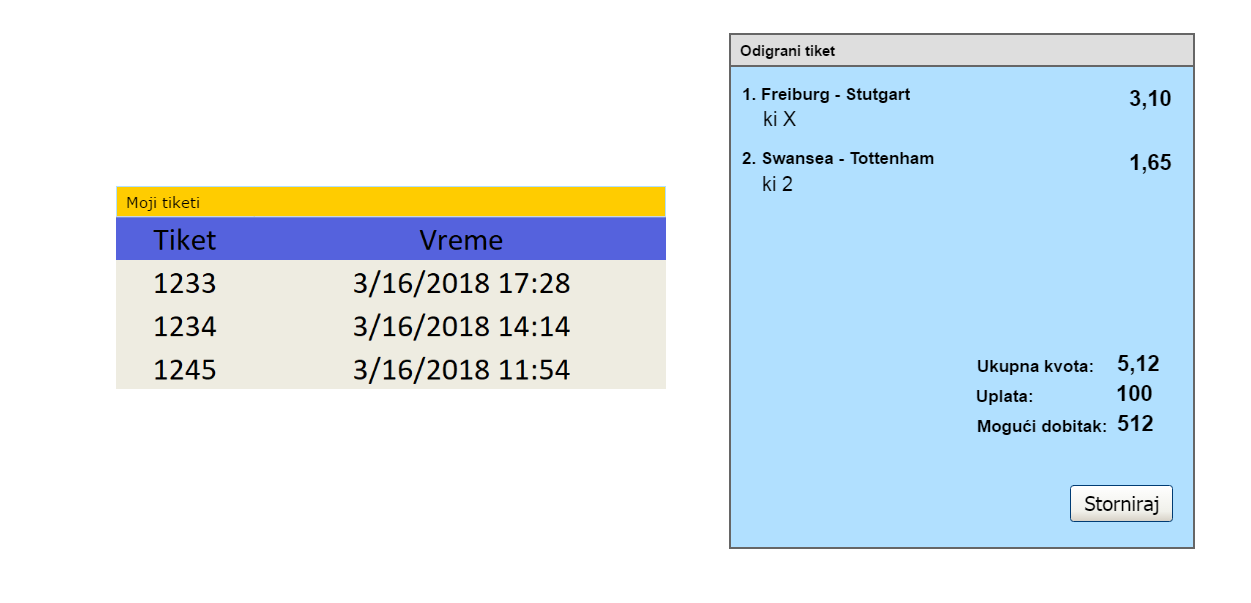 Moji tiketi
Tiket Vreme
1233 3/16/2018 17:28
1234 3/16/2018 14:14
1245 3/16/2018 11:54
Odigrani tiket
1. Freiburg - Stutgart 3,10
ki X
2. Swansea - Tottenham 1,65
ki 2
Ukupna kvota: 5,12
Uplata: 100
Mogući dobitak: 512
Storniraj